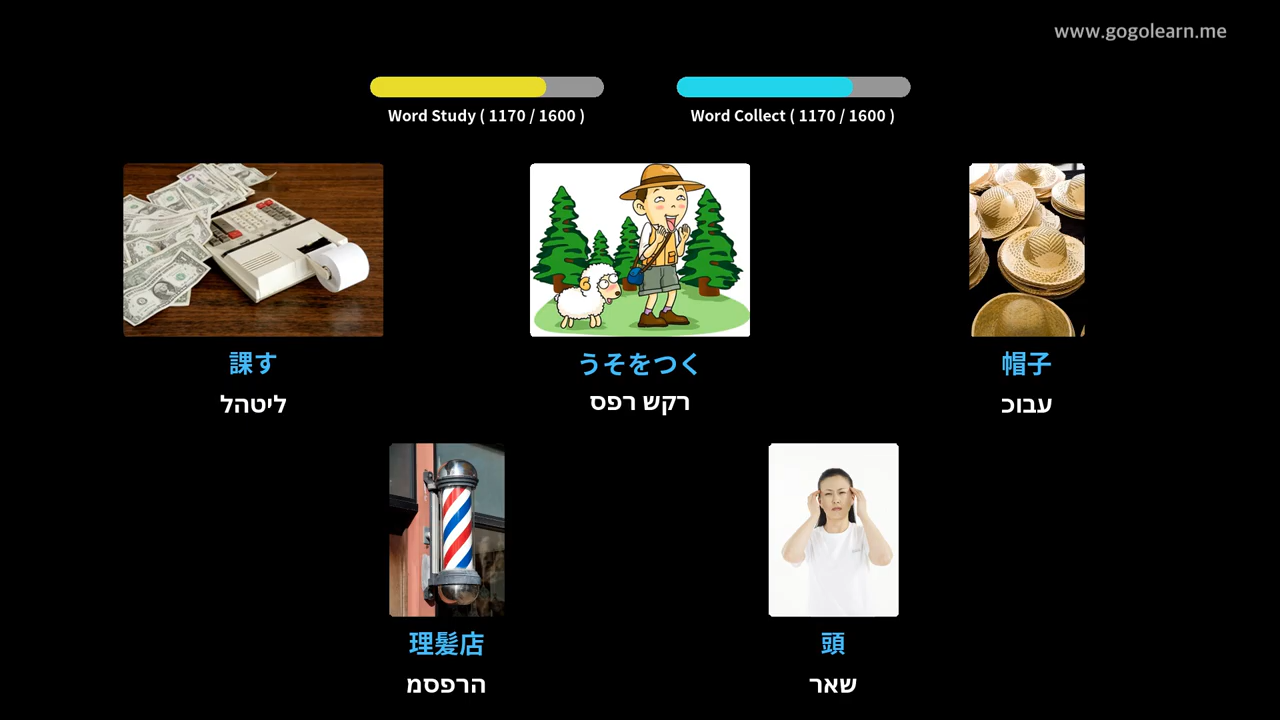 www.gogolearn.me
Word Study ( 1170 / 1600 )
Word Collect ( 1170 / 1600 )
課す
ליטהל
うそをつく
רקש רפס
帽子
עבוכ
理髪店
הרפסמ
頭
שאר